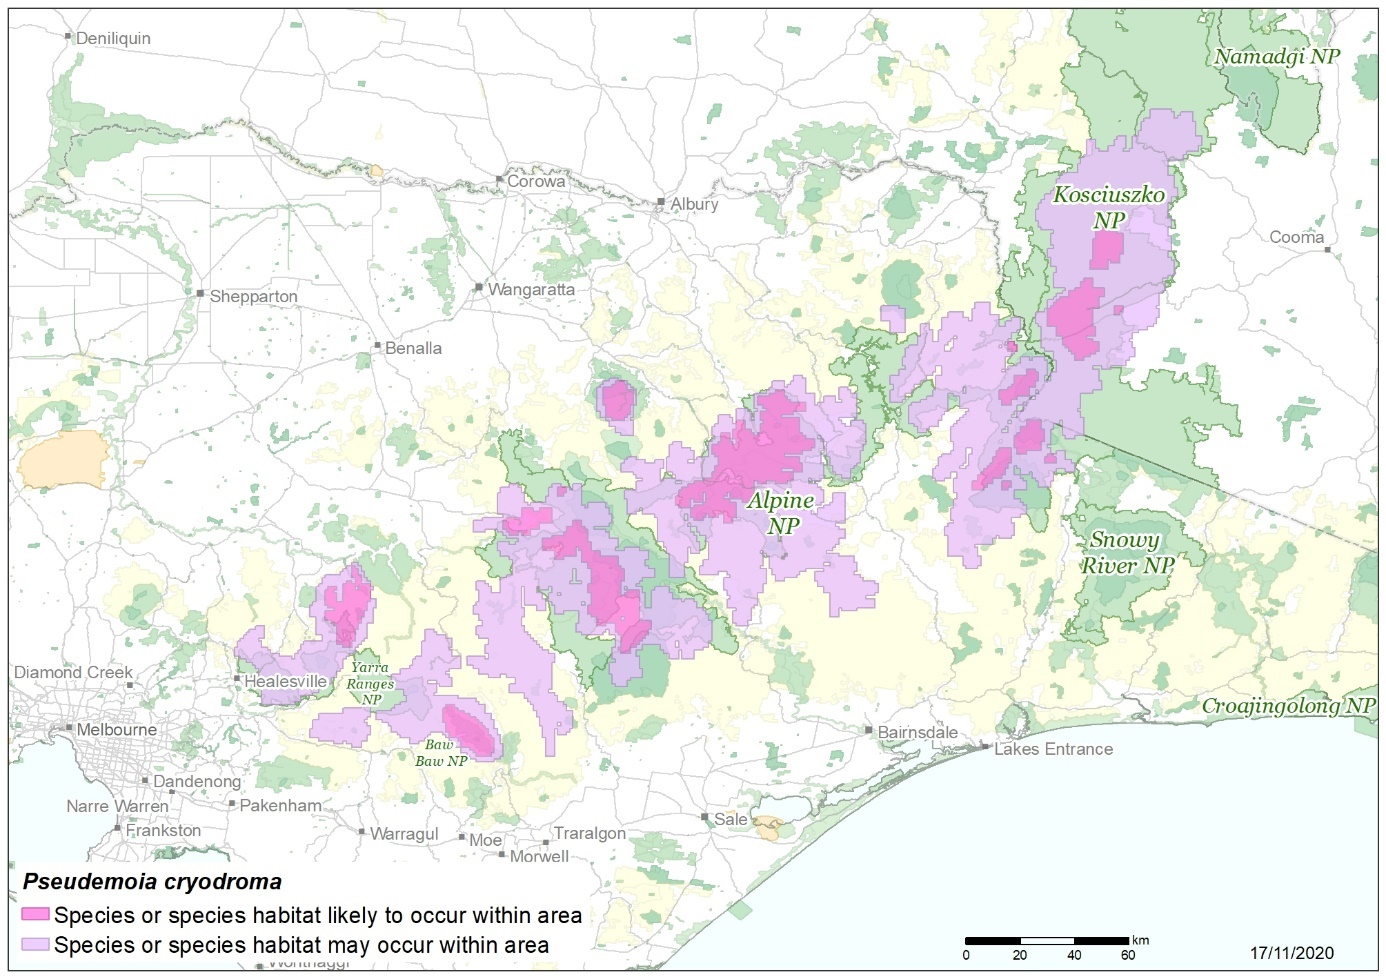 Deniliquin
Namadgi NP
Corowa
Albury
Kosciuszko
NP
Cooma
Shepparton
Wangaratta
Benalla
Alpine
NP
Snowy
River NP
Diamond Creek
Healesville
Yarra
Ranges
NP
Croajingolong NP
Melbourne
Baw
Baw NP
Bairnsdale
Lakes Entrance
Dandenong
Narre Warren
Pakenham
Frankston
Warragul
Moe
Traralgon
Morwell
Sale
Pseudemoia cryodroma
Species or species habitat likely to occur within area
Species or species habitat may occur within area
Wonthaggi
km
0 20 40 60
17/11/2020